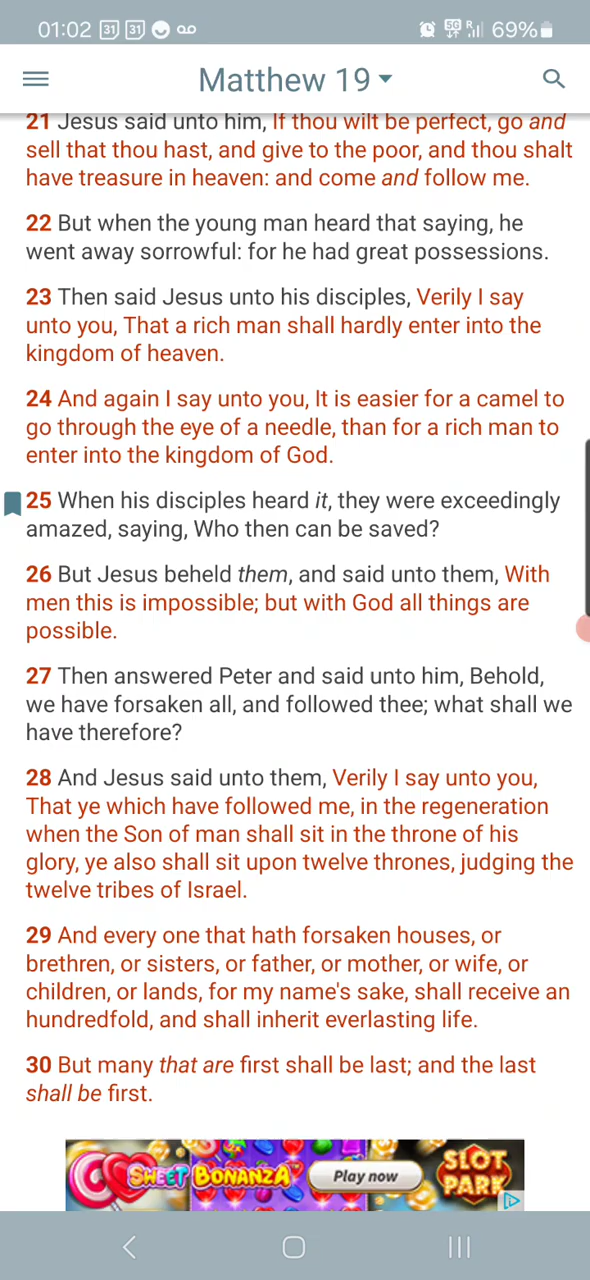 01:02 31 31 5G R 69%
Matthew 19
21 Jesus said unto him, If thou wilt be perfect, go and
sell that thou hast, and give to the poor, and thou shalt
have treasure in heaven: and come and follow me.
22 But when the young man heard that saying, he
went away sorrowful: for he had great possessions.
23 Then said Jesus unto his disciples, Verily I say
unto you, That a rich man shall hardly enter into the
kingdom of heaven.
24 And again I say unto you, It is easier for a camel to
go through the eye of a needle, than for a rich man to
enter into the kingdom of God.
25 When his disciples heard it, they were exceedingly
amazed, saying, Who then can be saved?
26 But Jesus beheld them, and said unto them, With
men this is impossible; but with God all things are
possible.
27 Then answered Peter and said unto him, Behold,
we have forsaken all, and followed thee; what shall we
have therefore?
28 And Jesus said unto them, Verily I say unto you,
That ye which have followed me, in the regeneration
when the Son of man shall sit in the throne of his
glory, ye also shall sit upon twelve thrones, judging the
twelve tribes of Israel.
29 And every one that hath forsaken houses, or
brethren, or sisters, or father, or mother, or wife, or
children, or lands, for my name's sake, shall receive an
hundredfold, and shall inherit everlasting life.
30 But many that are first shall be last; and the last
shall be first.
SWEET BONANZA Play now SLOT
PARK